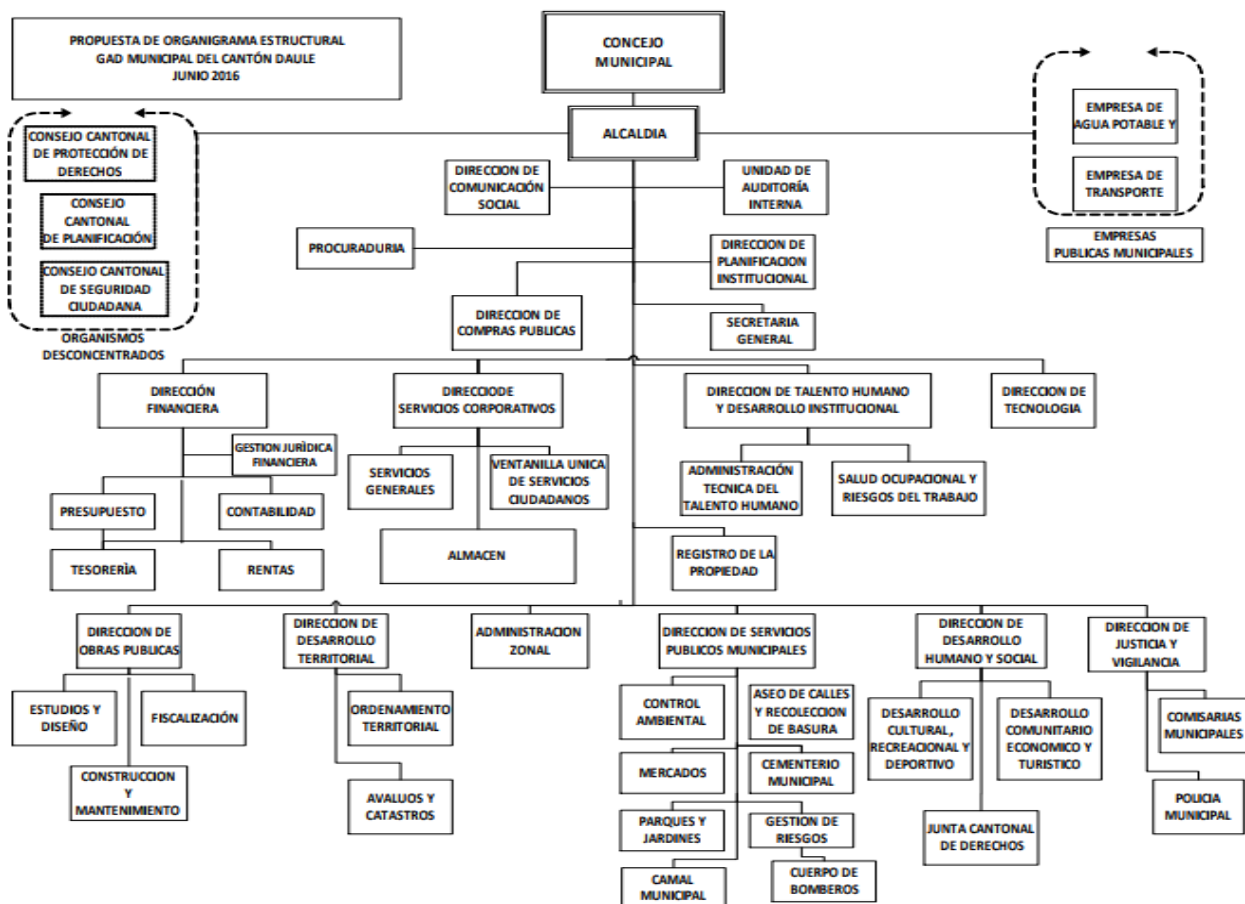 PROPUESTA DE ORGANIGRAMA ESTRUCTURAL
GAD MUNICIPAL DEL CANTÓN DAULE
JUNIO 2016
CONCEJO
MUNICIPAL
ALCALDIA
CONSEJO CANTONAL
DE PROTECCIÓN DE
DERECHOS
CONSEJO
CANTONAL
DE PLANIFICACIÓN
CONSEJO CANTONAL
DE SEGURIDAD
CIUDADANA
ORGANISMOS
DESCONCENTRADOS
EMPRESA DE
AGUA POTABLE Y
EMPRESA DE
TRANSPORTE
EMPRESAS
PUBLICAS MUNICIPALES
DIRECCION DE
COMUNICACIÓN
SOCIAL
UNIDAD DE
AUDITORÍA
INTERNA
PROCURADURIA
DIRECCION DE
PLANIFICACION
INSTITUCIONAL
DIRECCION DE
COMPRAS PUBLICAS
SECRETARIA
GENERAL
DIRECCIÓN
FINANCIERA
DIRECCIODE
SERVICIOS CORPORATIVOS
DIRECCION DE TALENTO HUMANO
Y DESARROLLO INSTITUCIONAL
DIRECCION DE
TECNOLOGIA
GESTION JURÌDICA
FINANCIERA
PRESUPUESTO
CONTABILIDAD
TESORERÌA
RENTAS
SERVICIOS
GENERALES
VENTANILLA UNICA
DE SERVICIOS
CIUDADANOS
ALMACEN
ADMINISTRACIÓN
TECNICA DEL
TALENTO HUMANO
SALUD OCUPACIONAL Y
RIESGOS DEL TRABAJO
REGISTRO DE LA
PROPIEDAD
DIRECCION DE
OBRAS PUBLICAS
DIRECCION DE
DESARROLLO
TERRITORIAL
ADMINISTRACION
ZONAL
DIRECCION DE SERVICIOS
PUBLICOS MUNICIPALES
DIRECCION DE
DESARROLLO
HUMANO Y SOCIAL
DIRECCION DE
JUSTICIA Y
VIGILANCIA
ESTUDIOS Y
DISEÑO
FISCALIZACIÓN
CONSTRUCCION
Y
MANTENIMIENTO
ORDENAMIENTO
TERRITORIAL
AVALUOS Y
CATASTROS
CONTROL
AMBIENTAL
ASEO DE CALLES
Y RECOLECCION
DE BASURA
MERCADOS
CEMENTERIO
MUNICIPAL
PARQUES Y
JARDINES
GESTION DE
RIESGOS
CAMAL
MUNICIPAL
CUERPO DE
BOMBEROS
DESARROLLO
CULTURAL,
RECREACIONAL Y
DEPORTIVO
DESARROLLO
COMUNITARIO
ECONOMICO Y
TURISTICO
JUNTA CANTONAL
DE DERECHOS
COMISARIAS
MUNICIPALES
POLICIA
MUNICIPAL